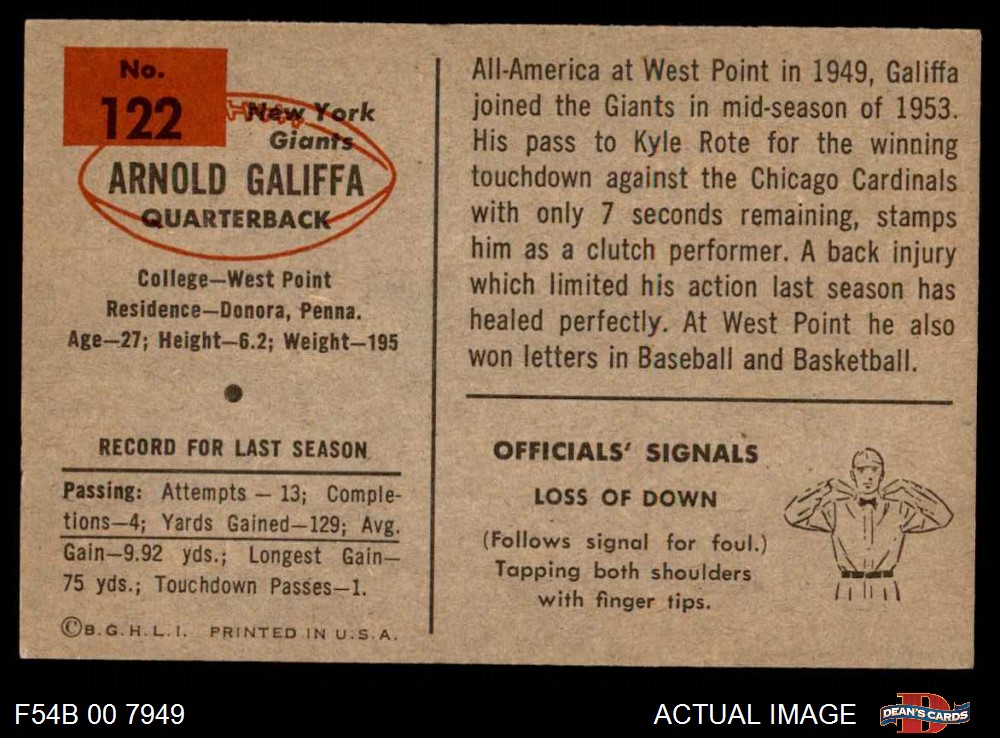 No.
122
New York
Giants
ARNOLD GALIFFA
QUARTERBACK
College—West Point
Residence—Donora, Penna.
Age—27; Height—6.2; Weight—195
RECORD FOR LAST SEASON
Passing: Attempts — 13; Comple-
tions—4; Yards Gained—129; Avg.
Gain—9.92 yds.; Longest Gain—
75 yds.; Touchdown Passes—1.
©B.G.H.L.I. PRINTED IN U.S.A.
All-America at West Point in 1949, Galiffa
joined the Giants in mid-season of 1953.
His pass to Kyle Rote for the winning
touchdown against the Chicago Cardinals
with only 7 seconds remaining, stamps
him as a clutch performer. A back injury
which limited his action last season has
healed perfectly. At West Point he also
won letters in Baseball and Basketball.
OFFICIALS' SIGNALS
LOSS OF DOWN
(Follows signal for foul.)
Tapping both shoulders
with finger tips.
F54B 00 7949
ACTUAL IMAGE
DEAN'S CARDS